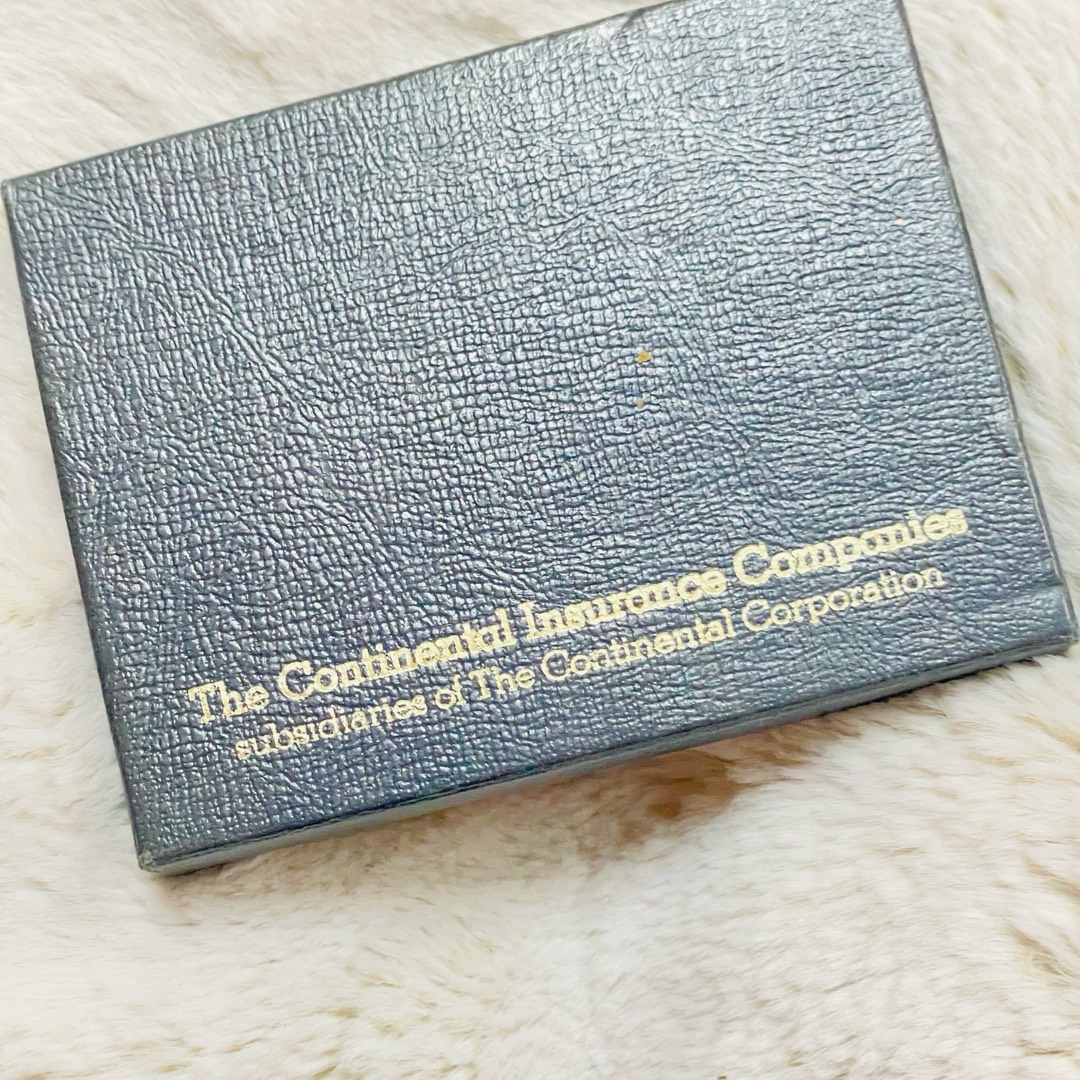 The Continental Insurance Companies
subsidiaries of The Continental Corporation